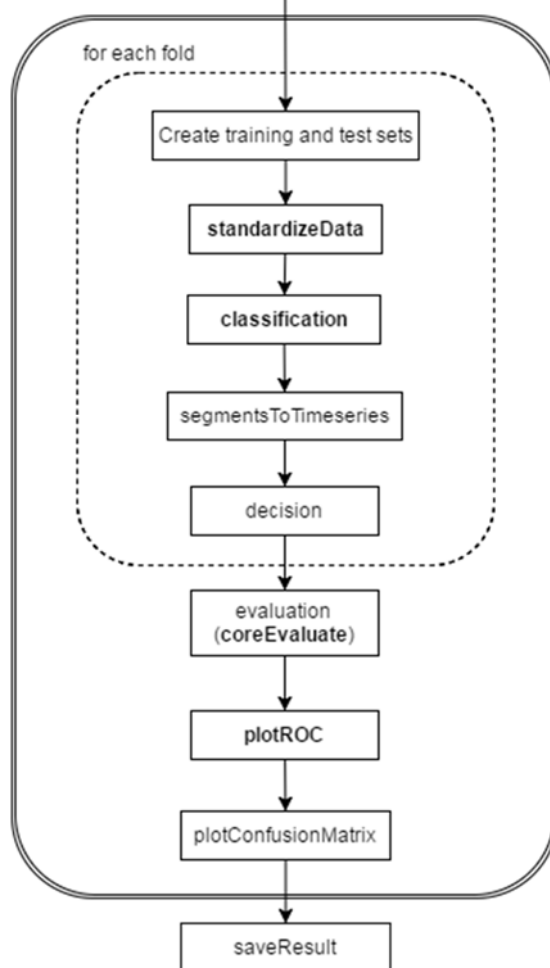 for each fold
Create training and test sets
standardizeData
classification
segmentsToTimeseries
decision
evaluation
(coreEvaluate)
plotROC
plotConfusionMatrix
saveResult